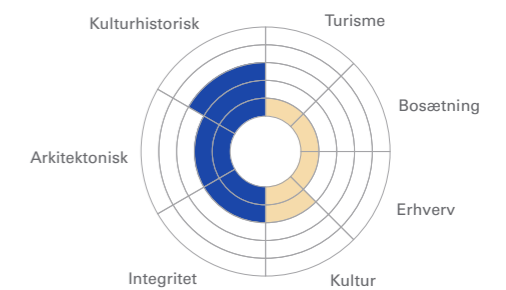 Kulturhistorisk
Turisme
Bosætning
Arkitektonisk
Erhverv
Integritet
Kultur